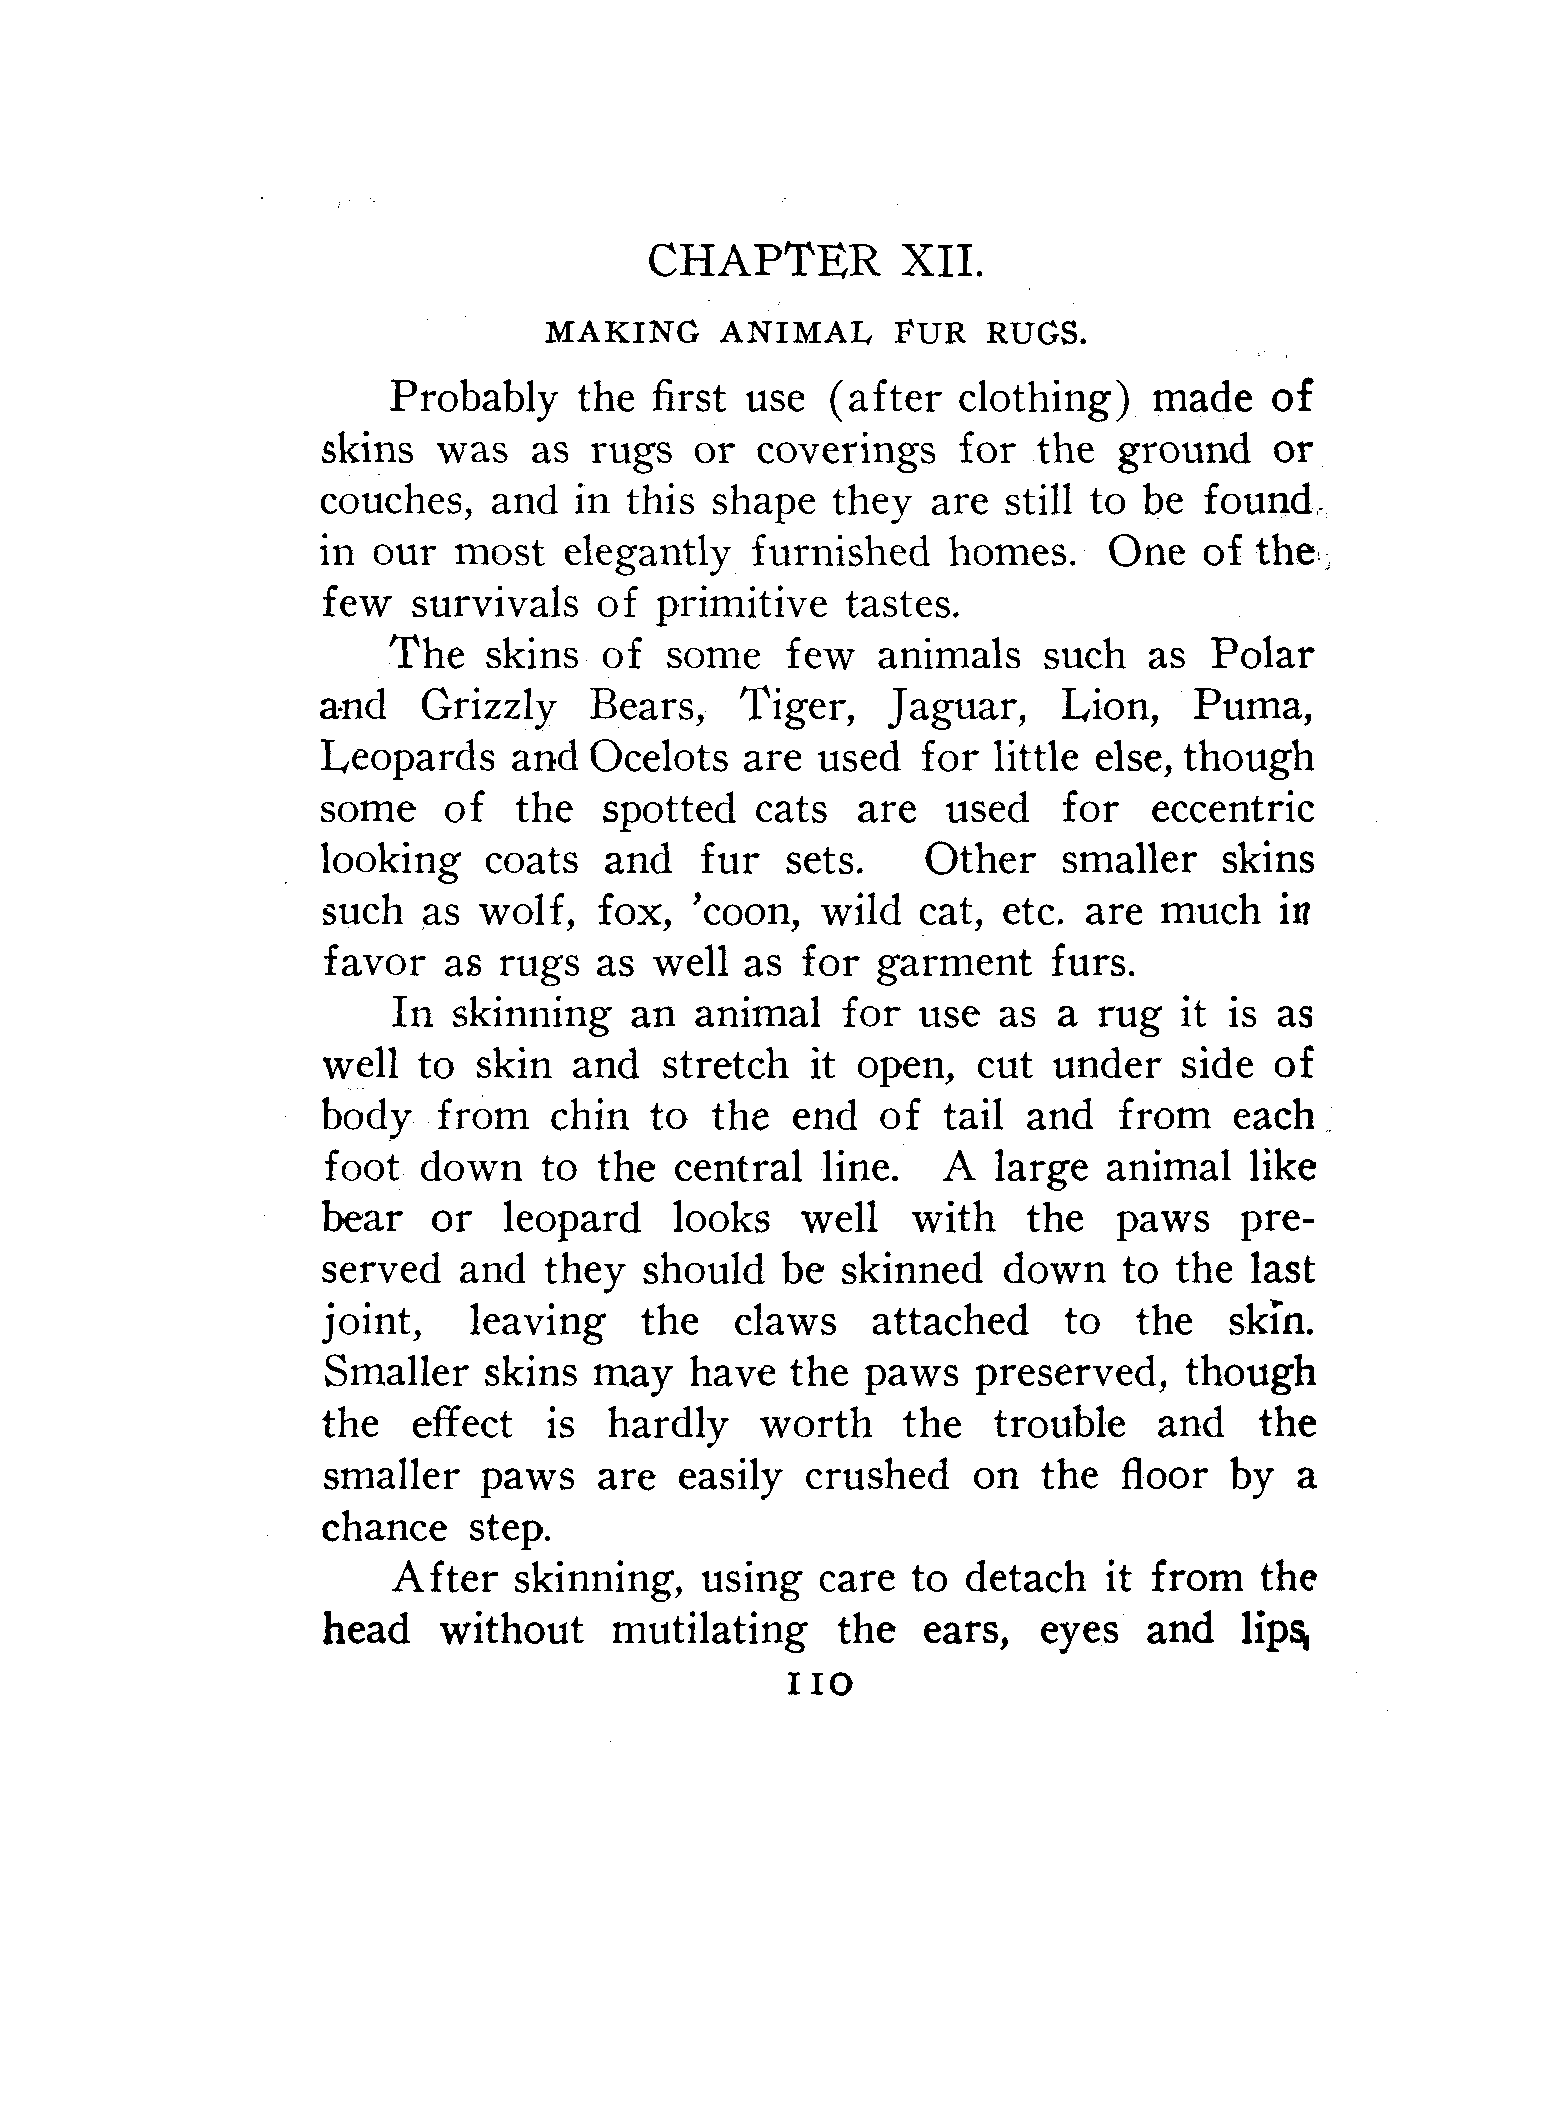 CHAPTER XII.
MAKING ANIMAL FUR RUGS.
Probably the first use (after clothing) made of
skins was as rugs or coverings for the ground or
couches, and in this shape they are still to be found
in our most elegantly furnished homes. One of the
few survivals of primitive tastes.
The skins of some few animals such as Polar
and Grizzly Bears, Tiger, Jaguar, Lion, Puma,
Leopards and Ocelots are used for little else, though
some of the spotted cats are used for eccentric
looking coats and fur sets. Other smaller skins
such as wolf, fox, 'coon, wild cat, etc. are much in
favor as rugs as well as for garment furs.
In skinning an animal for use as a rug it is as
well to skin and stretch it open, cut under side of
body from chin to the end of tail and from each
foot down to the central line. A large animal like
bear or leopard looks well with the paws pre-
served and they should be skinned down to the last
joint, leaving the claws attached to the skin.
Smaller skins may have the paws preserved, though
the effect is hardly worth the trouble and the
smaller paws are easily crushed on the floor by a
chance step.
After skinning, using care to detach it from the
head without mutilating the ears, eyes and lips,
110